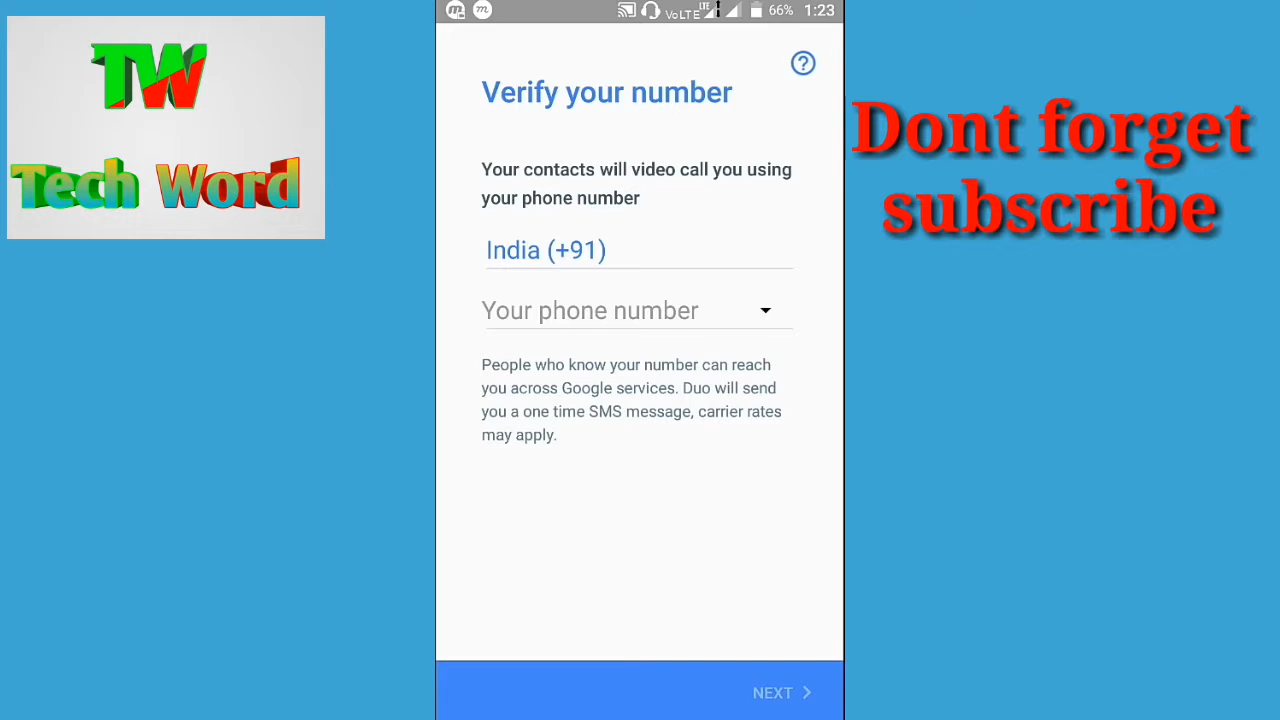 TW
Tech Word
VoLTE LTE 66% 1:23
Verify your number
Your contacts will video call you using
your phone number
India (+91)
Your phone number
People who know your number can reach
you across Google services. Duo will send
you a one time SMS message, carrier rates
may apply.
NEXT
Dont forget
subscribe